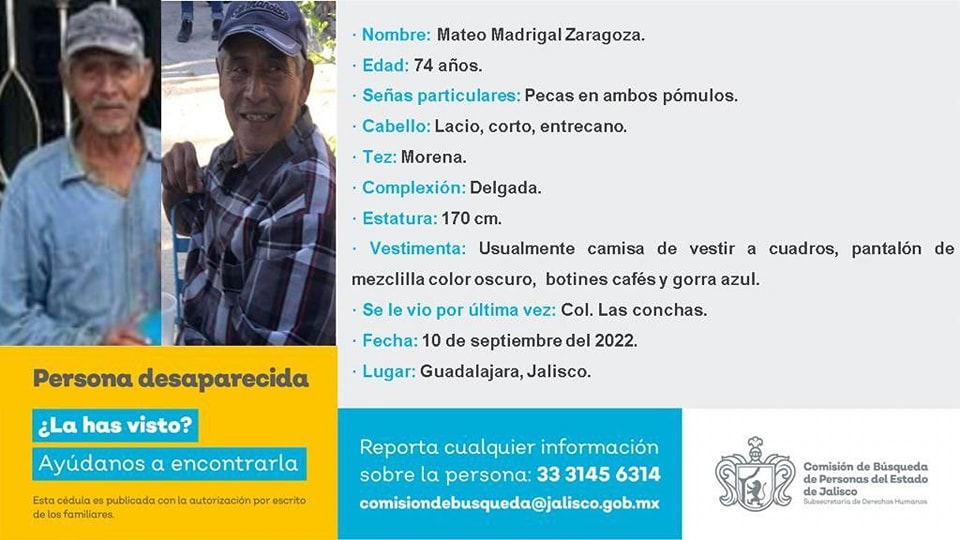 · Nombre: Mateo Madrigal Zaragoza.
· Edad: 74 años.
· Señas particulares: Pecas en ambos pómulos.
· Cabello: Lacio, corto, entrecano.
· Tez: Morena.
· Complexión: Delgada.
· Estatura: 170 cm.
· Vestimenta: Usualmente camisa de vestir a cuadros, pantalón de
mezclilla color oscuro, botines cafés y gorra azul.
· Se le vio por última vez: Col. Las conchas.
· Fecha: 10 de septiembre del 2022.
· Lugar: Guadalajara, Jalisco.
Persona desaparecida
¿La has visto?
Ayúdanos a encontrarla
Esta cédula es publicada con la autorización por escrito
de los familiares.
Reporta cualquier información
sobre la persona: 33 3145 6314
comisiondebusqueda@jalisco.gob.mx
Comisión de Búsqueda
de Personas del Estado
de Jalisco
Subsecretaría de Derechos Humanos